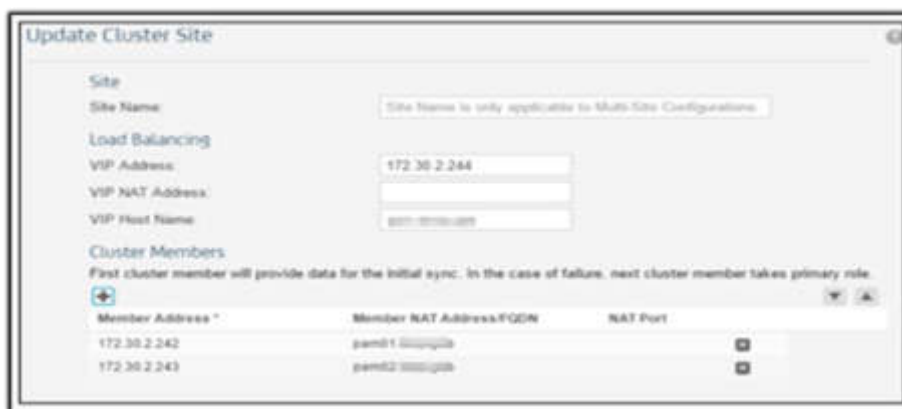 Update Cluster Site
Site
Site Name: Site Name is only applicable to Multi-Site Configurations
Load Balancing
VIP Address: 172.30.2.244
VIP NAT Address:
VIP Host Name
Cluster Members
First cluster member will provide data for the initial sync. In the case of failure, next cluster member takes primary role.
Member Address * Member NAT Address/FQDN NAT Port
172.30.2.242 pam01
172.30.2.243 pam02